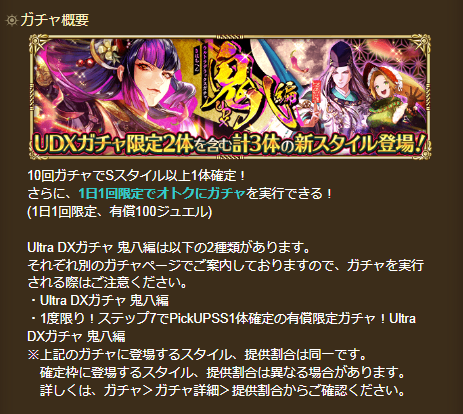 ガチャ概要
鬼八編
UDXガチャ限定2体を含む計3体の新スタイル登場!
10回ガチャでSスタイル以上1体確定!
さらに、1日1回限定でオトクにガチャを実行できる!
(1日1回限定、有償100ジュエル)
Ultra DXガチャ 鬼八編は以下の2種類があります。
それぞれ別のガチャページでご案内しておりますので、ガチャを実行
される際はご注意ください。
・Ultra DXガチャ 鬼八編
・1度限り!ステップ7でPickUPSS1体確定の有償限定ガチャ!Ultra
DXガチャ 鬼八編
※上記のガチャに登場するスタイル、提供割合は同一です。
確定枠に登場するスタイル、提供割合は異なる場合があります。
詳しくは、ガチャ＞ガチャ詳細＞提供割合からご確認ください。